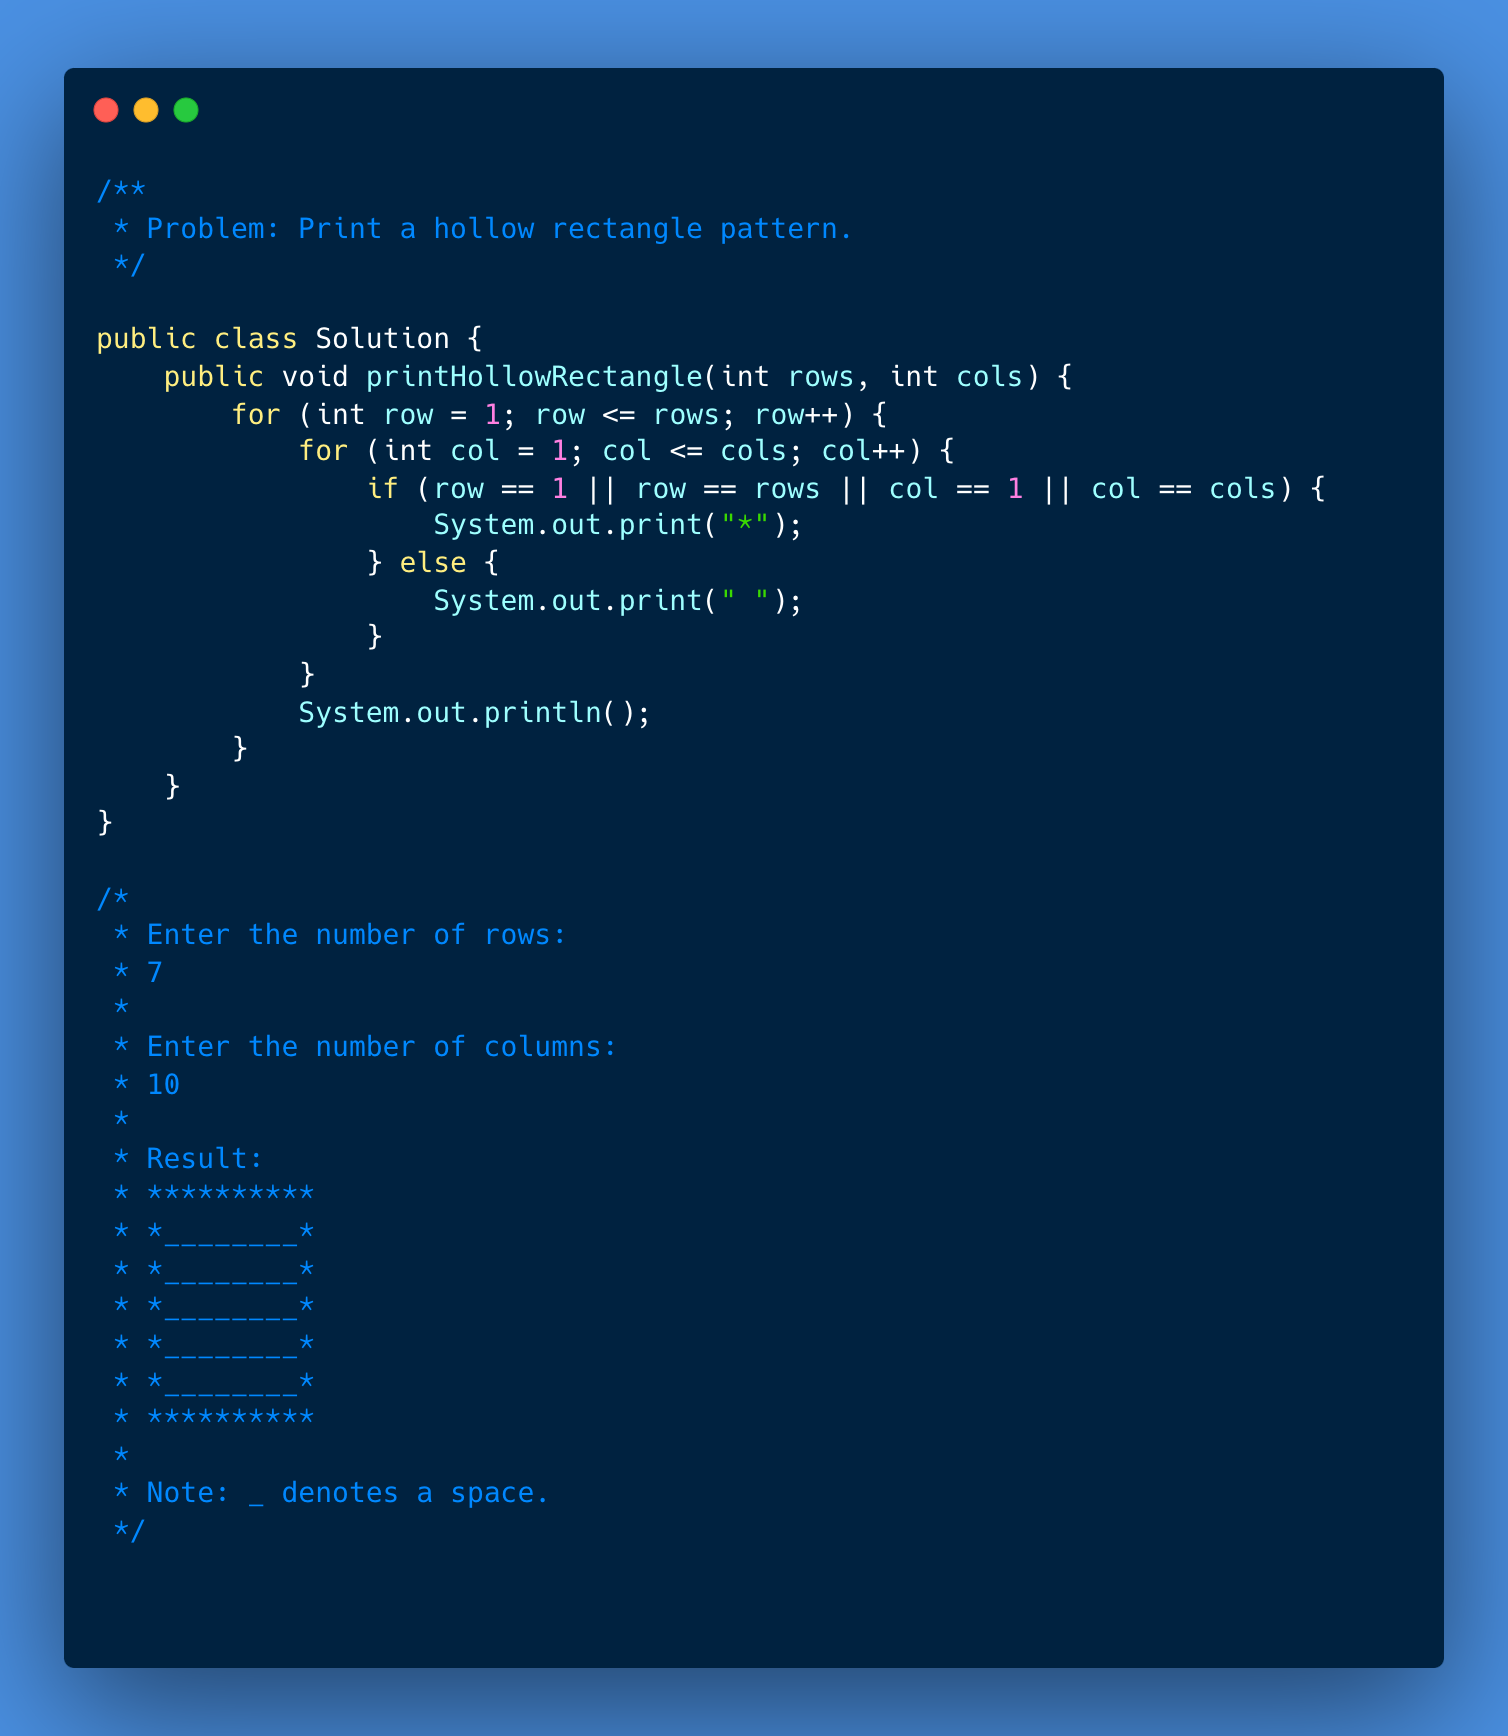 /**
 * Problem: Print a hollow rectangle pattern.
 */

public class Solution {
    public void printHollowRectangle(int rows, int cols) {
        for (int row = 1; row <= rows; row++) {
            for (int col = 1; col <= cols; col++) {
                if (row == 1 || row == rows || col == 1 || col == cols) {
                    System.out.print("*");
                } else {
                    System.out.print(" ");
                }
            }
            System.out.println();
        }
    }
}

/*
 * Enter the number of rows:
 * 7
 *
 * Enter the number of columns:
 * 10
 *
 * Result:
 * **********
 * *________*
 * *________*
 * *________*
 * *________*
 * *________*
 * **********
 *
 * Note: _ denotes a space.
 */